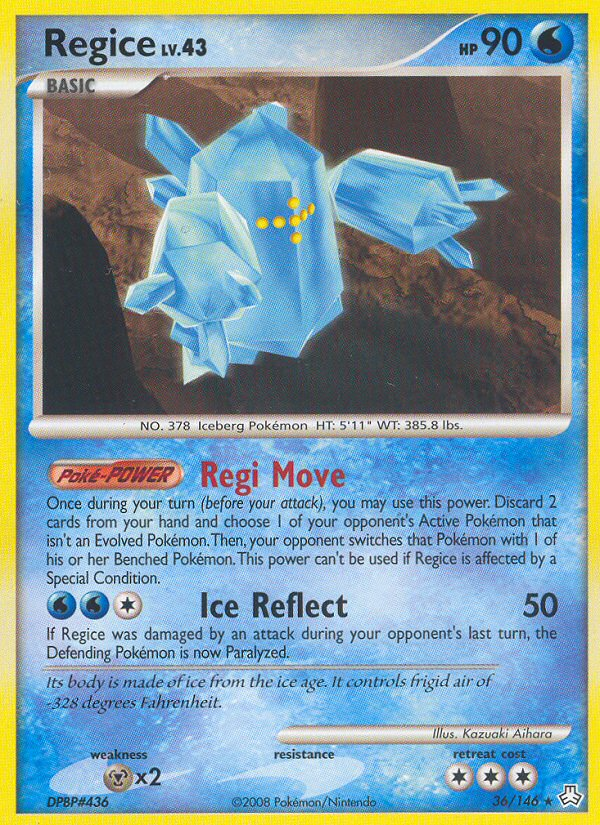 Regice LV.43
HP 90
BASIC
NO. 378 Iceberg Pokémon HT: 5'11" WT: 385.8 lbs.
Poké-POWER Regi Move
Once during your turn (before your attack), you may use this power. Discard 2
cards from your hand and choose 1 of your opponent's Active Pokémon that
isn't an Evolved Pokémon. Then, your opponent switches that Pokémon with 1 of
his or her Benched Pokémon. This power can't be used if Regice is affected by a
Special Condition.
Ice Reflect 50
If Regice was damaged by an attack during your opponent's last turn, the
Defending Pokémon is now Paralyzed.
Its body is made of ice from the ice age. It controls frigid air of
-328 degrees Fahrenheit.
Illus. Kazuaki Aihara
weakness resistance retreat cost
x2
DPBP#436 ©2008 Pokémon/Nintendo 36/146 ★